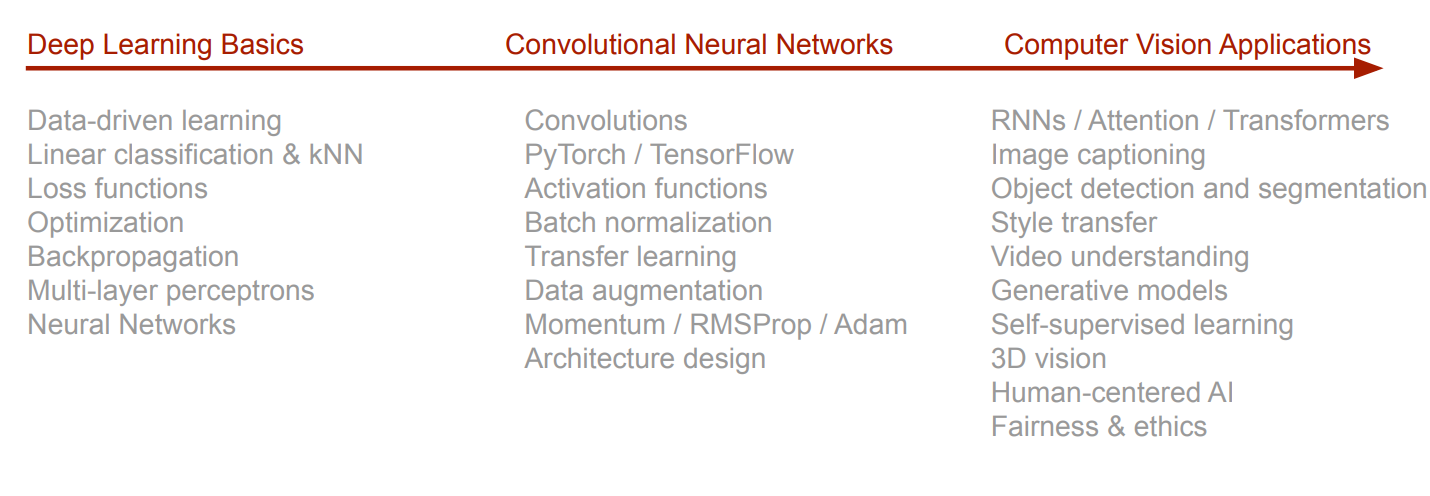 Deep Learning Basics
Convolutional Neural Networks
Computer Vision Applications
Data-driven learning
Linear classification & kNN
Loss functions
Optimization
Backpropagation
Multi-layer perceptrons
Neural Networks
Convolutions
PyTorch / TensorFlow
Activation functions
Batch normalization
Transfer learning
Data augmentation
Momentum / RMSProp / Adam
Architecture design
RNNs / Attention / Transformers
Image captioning
Object detection and segmentation
Style transfer
Video understanding
Generative models
Self-supervised learning
3D vision
Human-centered AI
Fairness & ethics